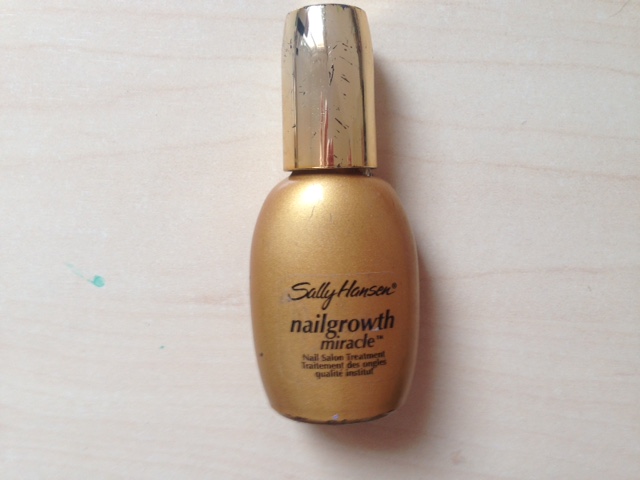 Sally Hansen®
nailgrowth
miracle™
Nail Salon Treatment
Traitement des ongles
qualité institut